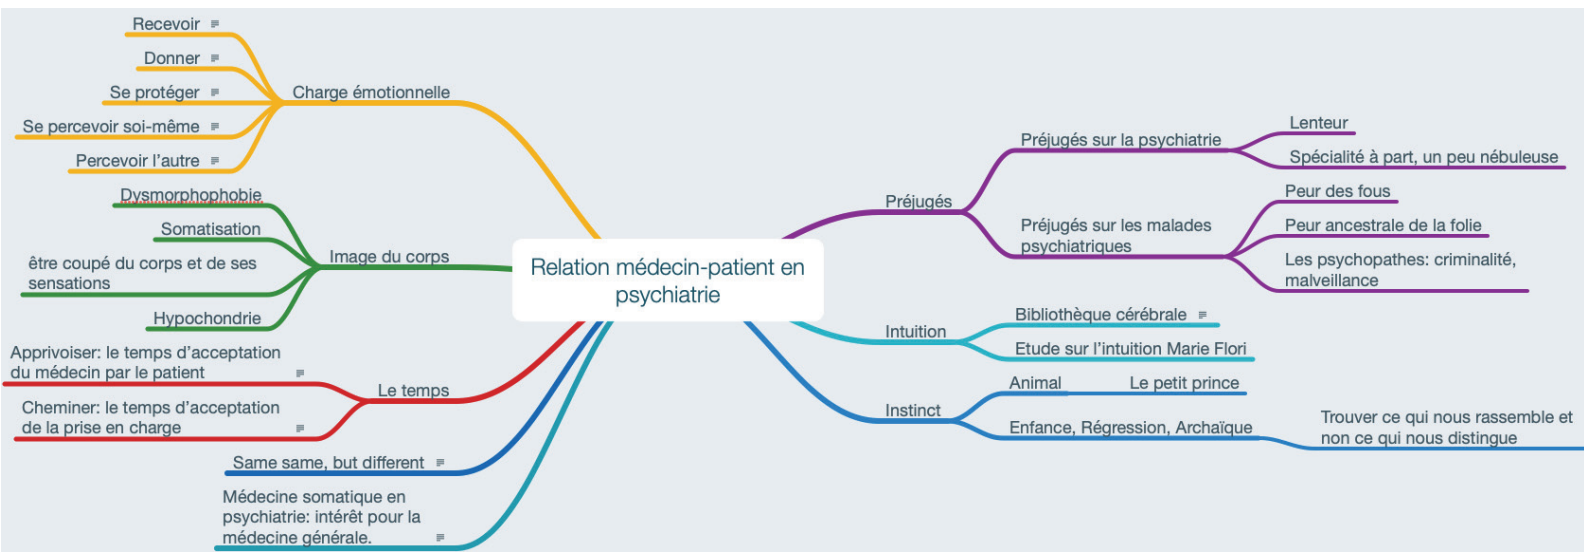 Relation médecin-patient en
psychiatrie
Charge émotionnelle
Recevoir
Donner
Se protéger
Se percevoir soi-même
Percevoir l’autre
Image du corps
Dysmorphophobie
Somatisation
être coupé du corps et de ses
sensations
Hypochondrie
Le temps
Apprivoiser: le temps d’acceptation
du médecin par le patient
Cheminer: le temps d’acceptation
de la prise en charge
Same same, but different
Médecine somatique en
psychiatrie: intérêt pour la
médecine générale.
Préjugés
Préjugés sur la psychiatrie
Lenteur
Spécialité à part, un peu nébuleuse
Préjugés sur les malades
psychiatriques
Peur des fous
Peur ancestrale de la folie
Les psychopathes: criminalité,
malveillance
Intuition
Bibliothèque cérébrale
Etude sur l’intuition Marie Flori
Instinct
Animal
Le petit prince
Enfance, Régression, Archaïque
Trouver ce qui nous rassemble et
non ce qui nous distingue